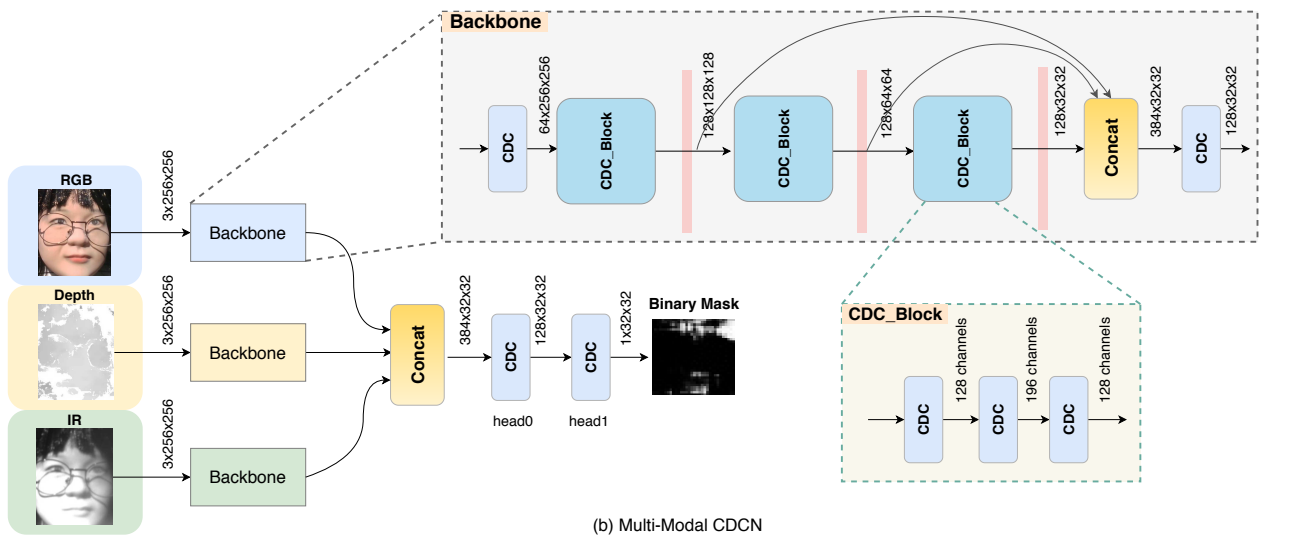 Backbone
CDC
64x256x256
CDC_Block
128x128x128
CDC_Block
128x64x64
CDC_Block
128x32x32
Concat
384x32x32
CDC
128x32x32
RGB
3x256x256
Backbone
Depth
3x256x256
Backbone
IR
3x256x256
Backbone
Concat
384x32x32
CDC
head0
128x32x32
CDC
head1
1x32x32
Binary Mask
CDC_Block
CDC
128 channels
CDC
196 channels
CDC
128 channels
(b) Multi-Modal CDCN